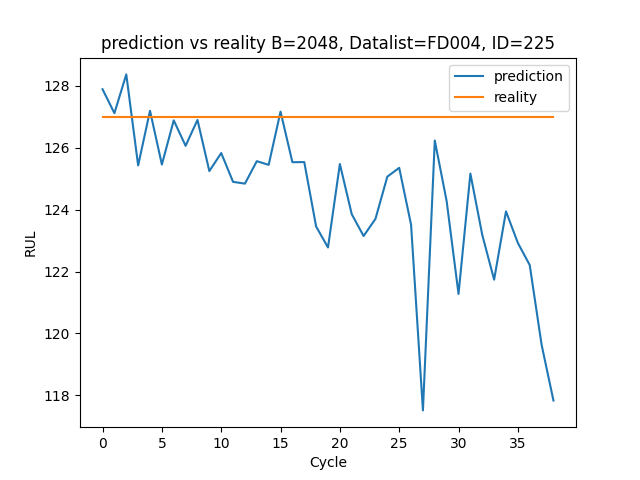 prediction vs reality B=2048, Datalist=FD004, ID=225
prediction
reality
128
126
124
122
120
118
RUL
0 5 10 15 20 25 30 35
Cycle